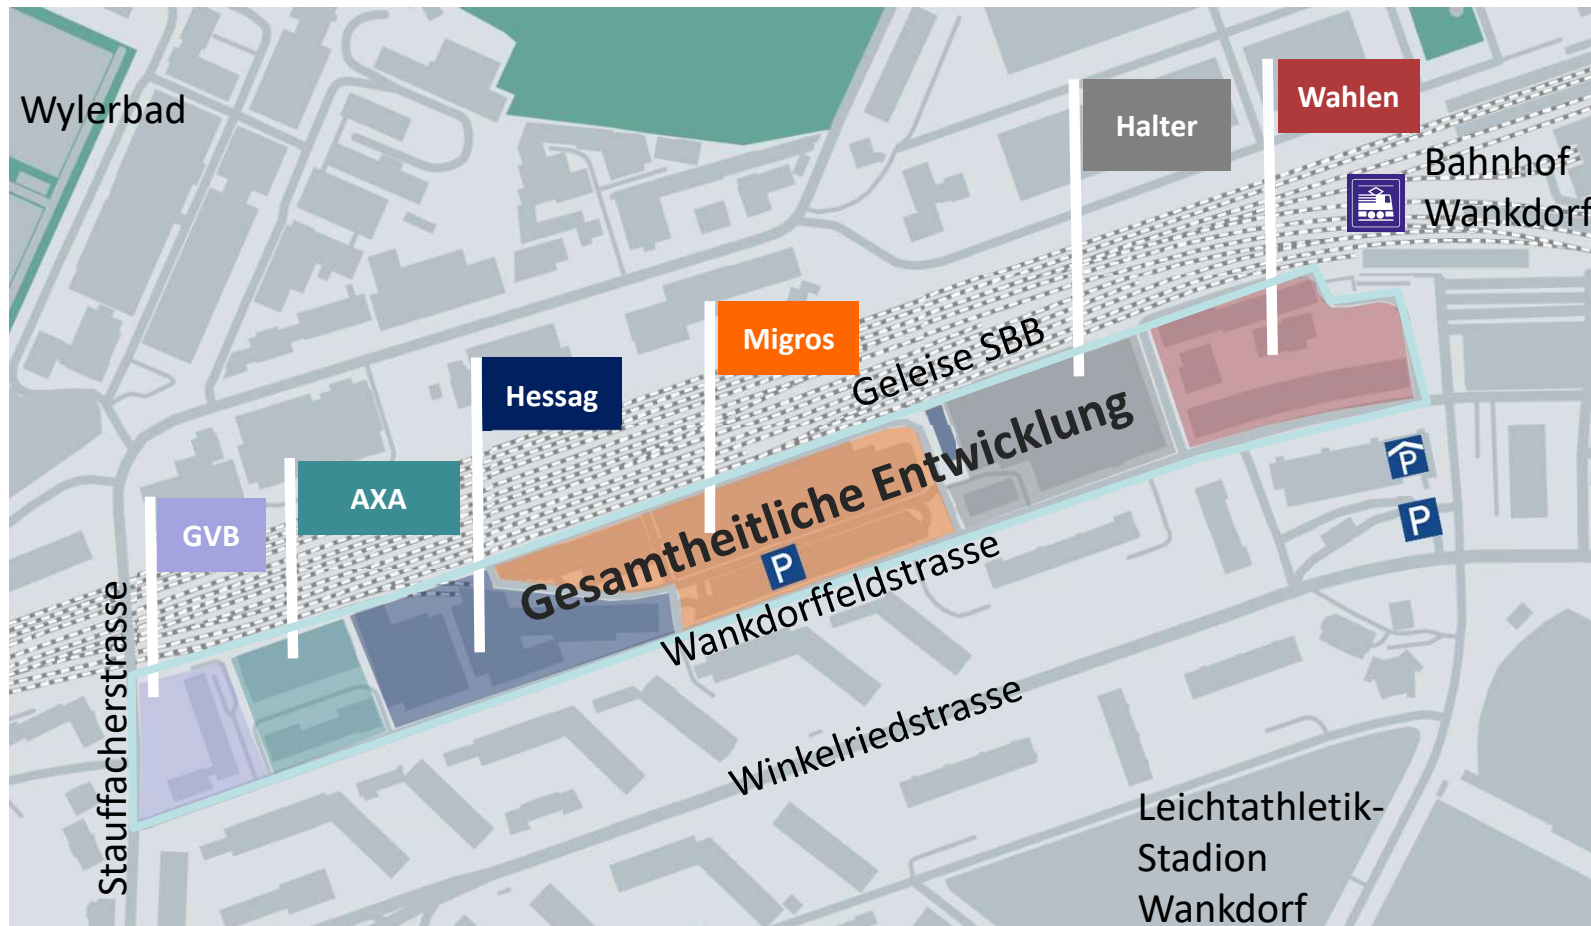 Wylerbad
Wahlen
Halter
Bahnhof
Wankdorf
Migros
Geleise SBB
Hessag
AXA
GVB
Gesamtheitliche Entwicklung
P
P
P
Wankdorffeldstrasse
Stauffacherstrasse
Winkelriedstrasse
Leichtathletik-
Stadion
Wankdorf